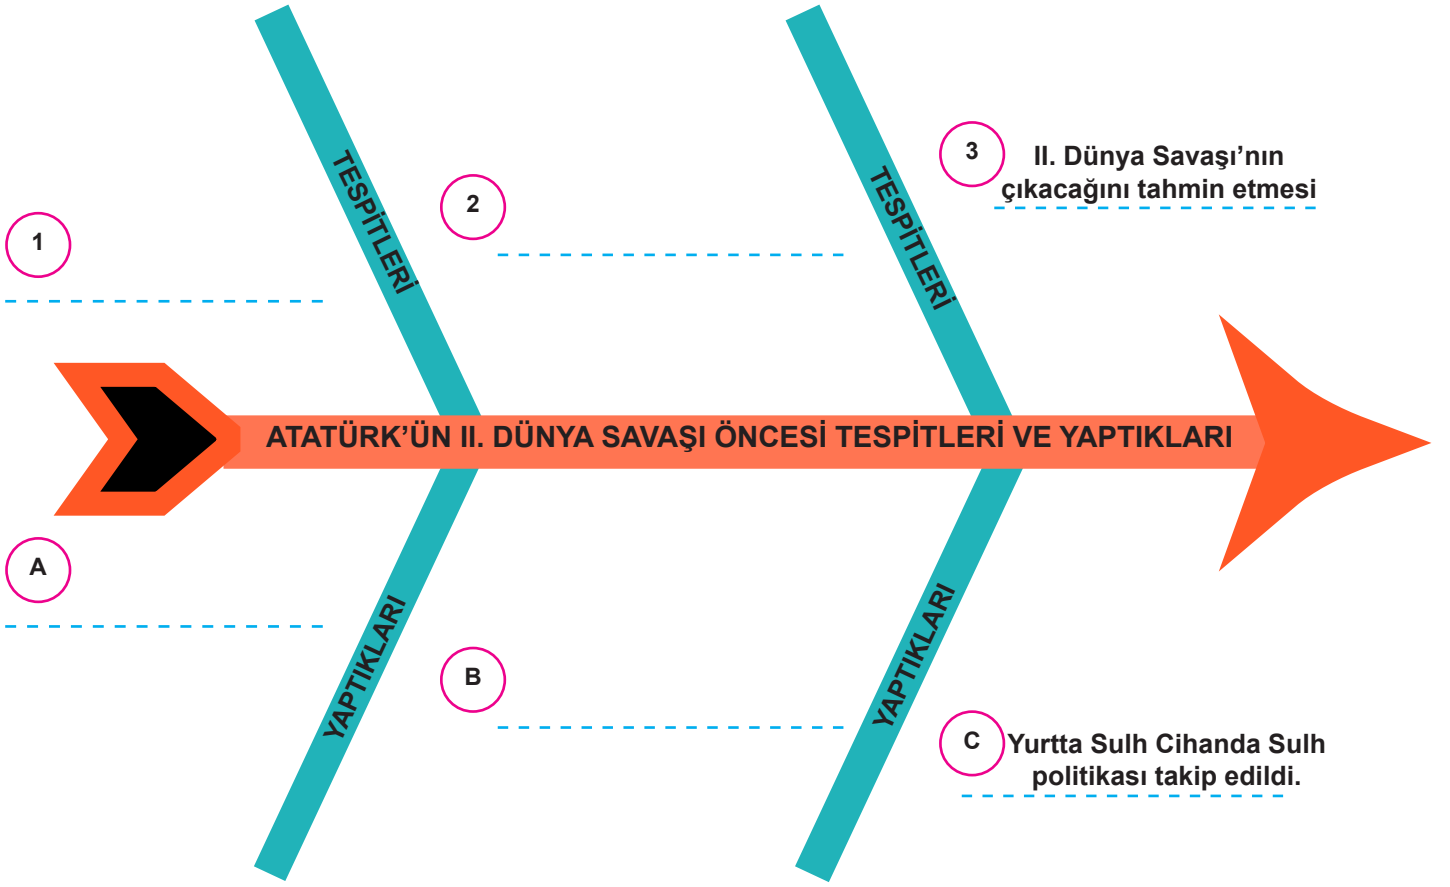 1
TESPİTLERİ
2
TESPİTLERİ
3
II. Dünya Savaşı’nın
çıkacağını tahmin etmesi
ATATÜRK’ÜN II. DÜNYA SAVAŞI ÖNCESİ TESPİTLERİ VE YAPTIKLARI
A
YAPTIKLARI
B
YAPTIKLARI
C
Yurtta Sulh Cihanda Sulh
politikası takip edildi.